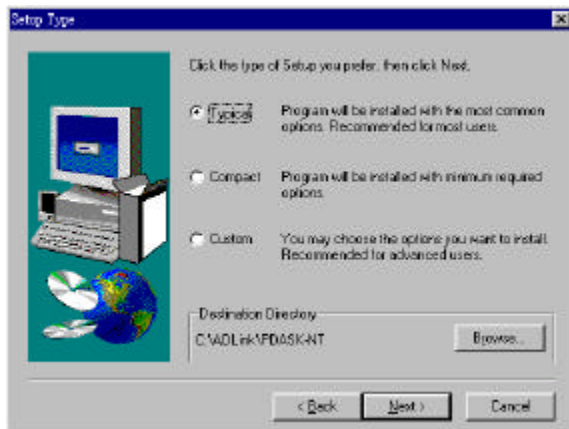 Setup Type
Click the type of Setup you prefer, then click Next.
Typical
Program will be installed with the most common
options. Recommended for most users.
Compact
Program will be installed with minimum required
options.
Custom
You may choose the options you want to install.
Recommended for advanced users.
Destination Directory
C:\ADLink\PDASK-NT
Browse...
< Back
Next >
Cancel